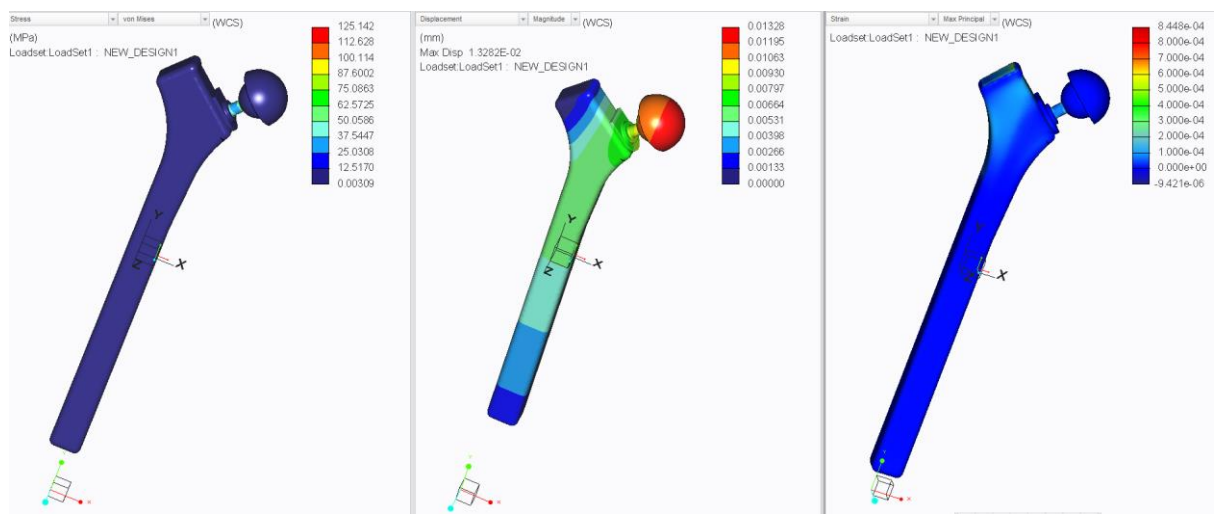 Stress von Mises (WCS)
(MPa)
Loadset:LoadSet1 : NEW_DESIGN1
125.142
112.628
100.114
87.6002
75.0863
62.5725
50.0586
37.5447
25.0308
12.5170
0.00309
Y
Z
X
x
Displacement Magnitude (WCS)
(mm)
Max Disp 1.3282E-02
Loadset:LoadSet1 : NEW_DESIGN1
0.01328
0.01195
0.01063
0.00930
0.00797
0.00664
0.00531
0.00398
0.00266
0.00133
0.00000
Y
Z
X
x
Strain Max Principal (WCS)
Loadset:LoadSet1 : NEW_DESIGN1
8.448e-04
8.000e-04
7.000e-04
6.000e-04
5.000e-04
4.000e-04
3.000e-04
2.000e-04
1.000e-04
0.000e+00
-9.421e-06
X
x